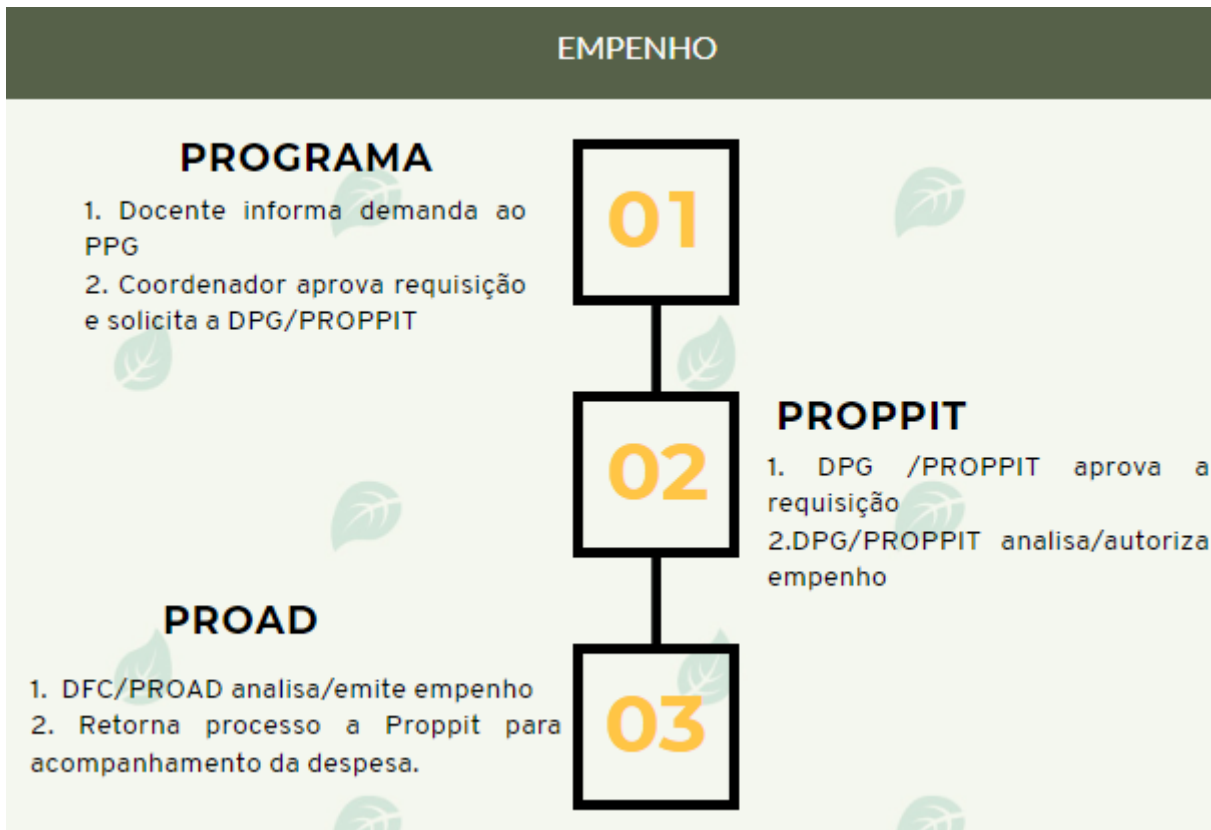 EMPENHO
PROGRAMA
1. Docente informa demanda ao
PPG
2. Coordenador aprova requisição
e solicita a DPG/PROPPIT
01
02
PROPPIT
1. DPG /PROPPIT aprova a
requisição
2.DPG/PROPPIT analisa/autoriza
empenho
PROAD
1. DFC/PROAD analisa/emite empenho
2. Retorna processo a Proppit para
acompanhamento da despesa.
03